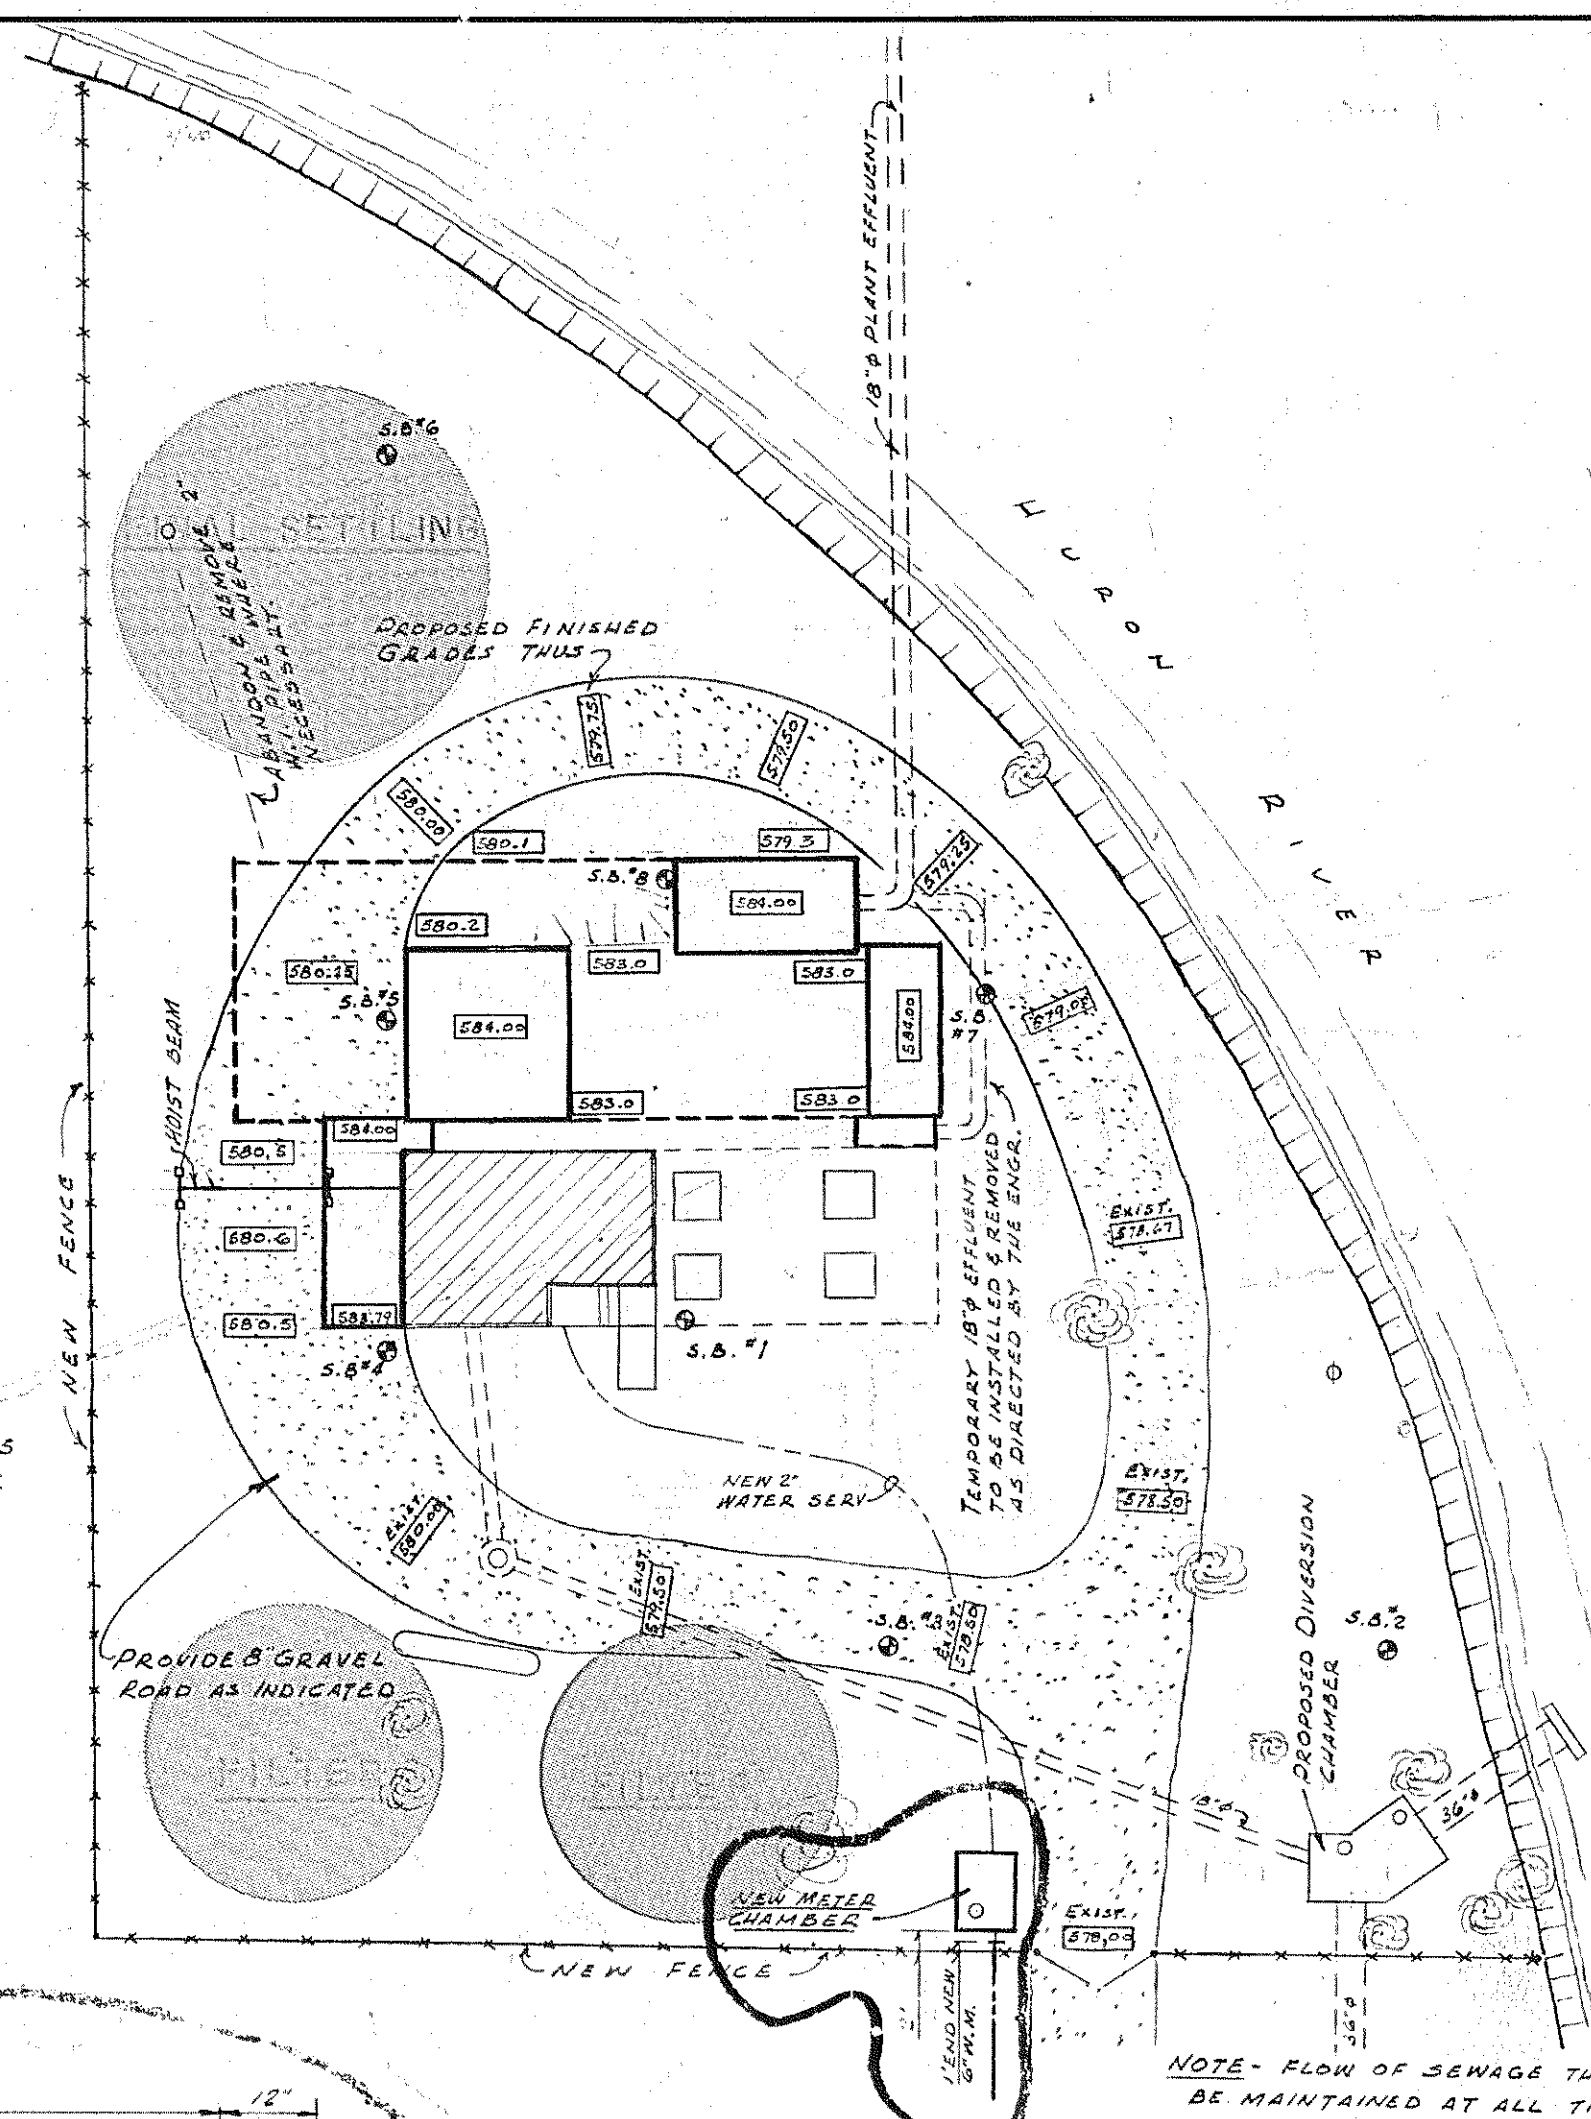 18"φ PLANT EFFLUENT
S.B.#6
SETTLING
ABANDON & REMOVE 2"
W.I. PIPE WHERE
NECESSARY.
HURON
RIVER
PROPOSED FINISHED
GRADES THUS
579.75
579.50
580.00
580.1
579.3
579.25
S.B.#8
584.00
580.2
583.0
583.0
S.B.#5
584.00
584.00
S.B.
#7
HOIST BEAM
583.0
583.0
584.00
580.5
NEW FENCE
580.6
EXIST.
578.67
580.5
583.79
S.B.#4
S.B.#1
TEMPORARY 18"φ EFFLUENT
TO BE INSTALLED & REMOVED
AS DIRECTED BY THE ENGR.
NEW 2"
WATER SERV
EXIST.
578.50
EXIST.
580.00
EXIST.
579.50
S.B.#3
EXIST.
578.50
S.B.#2
PROPOSED DIVERSION
CHAMBER
PROVIDE 8" GRAVEL
ROAD AS INDICATED
FILTER
18"φ
36"φ
NEW METER
CHAMBER
EXIST.
578.00
NEW FENCE
END NEW
6" W.M.
36"φ
NOTE- FLOW OF SEWAGE
BE MAINTAINED AT ALL
12"